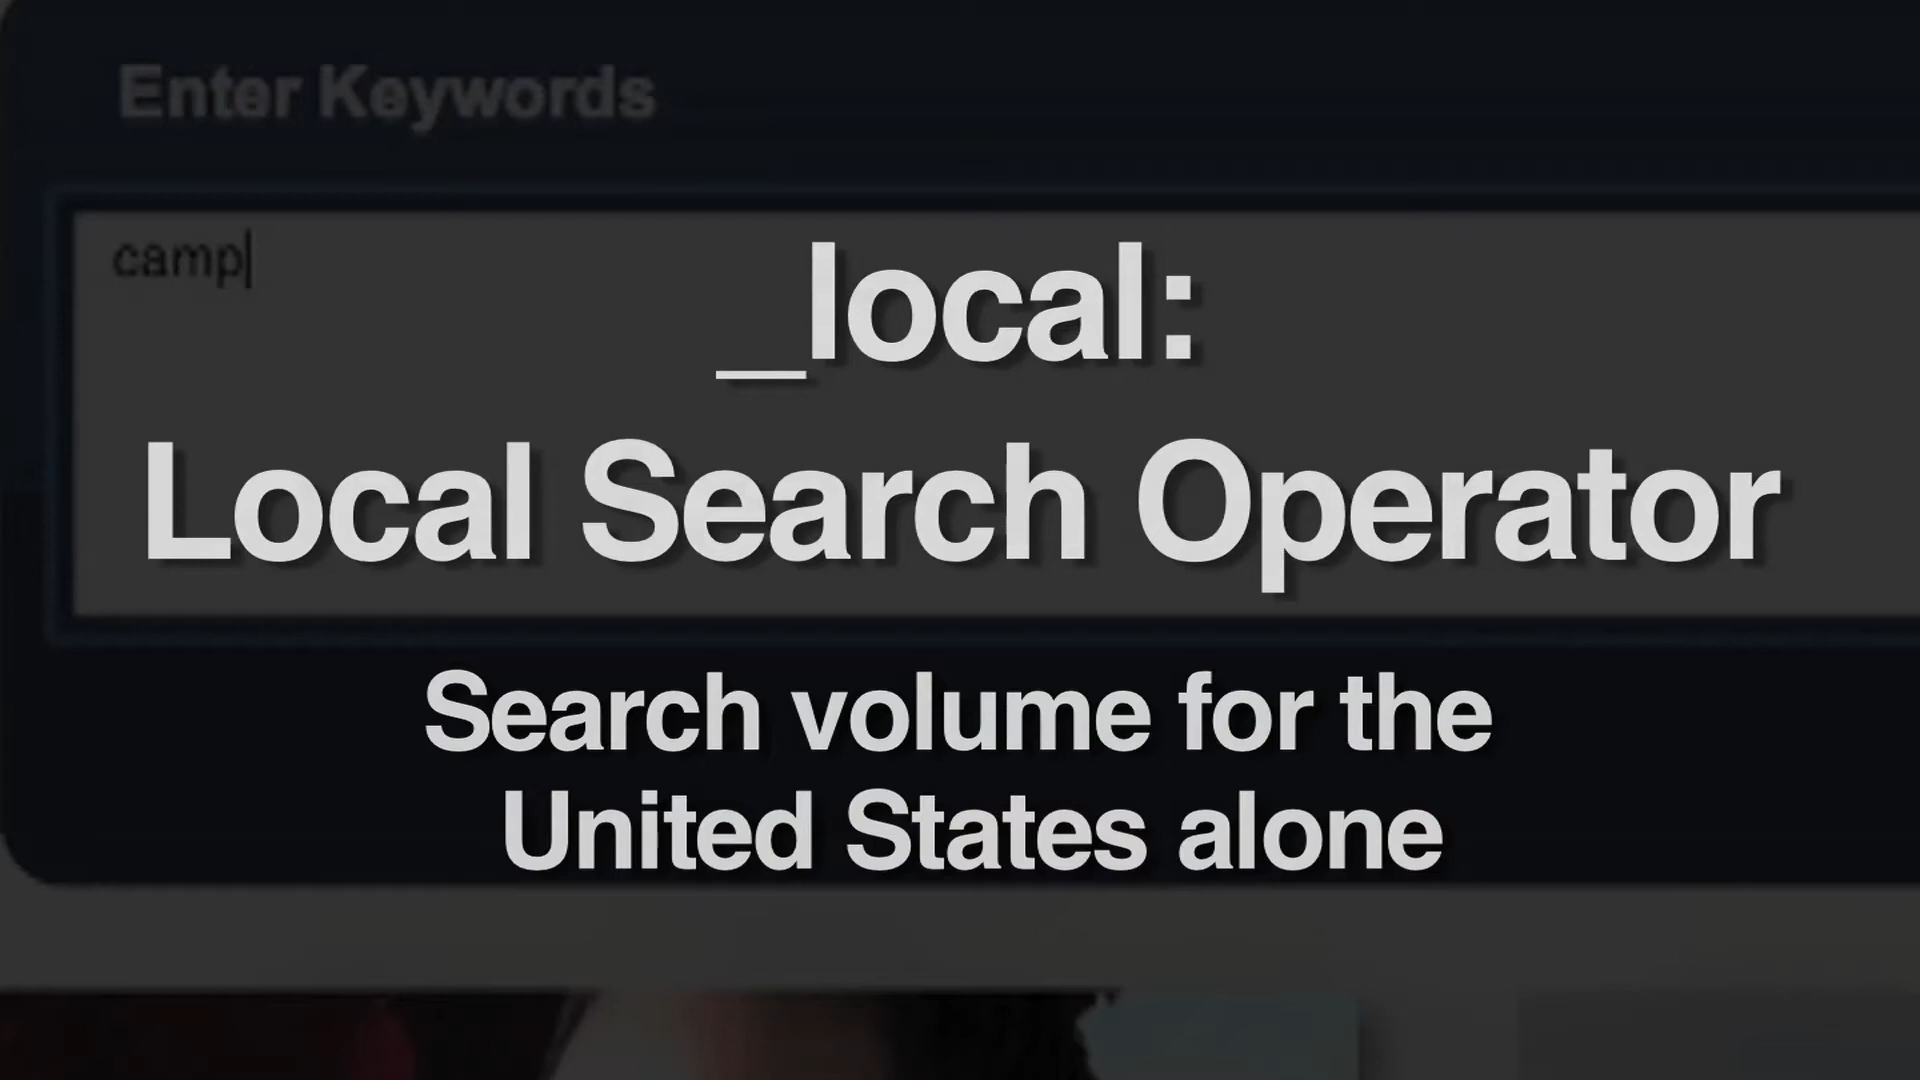 Enter Keywords
camp
_local:
Local Search Operator
Search volume for the
United States alone